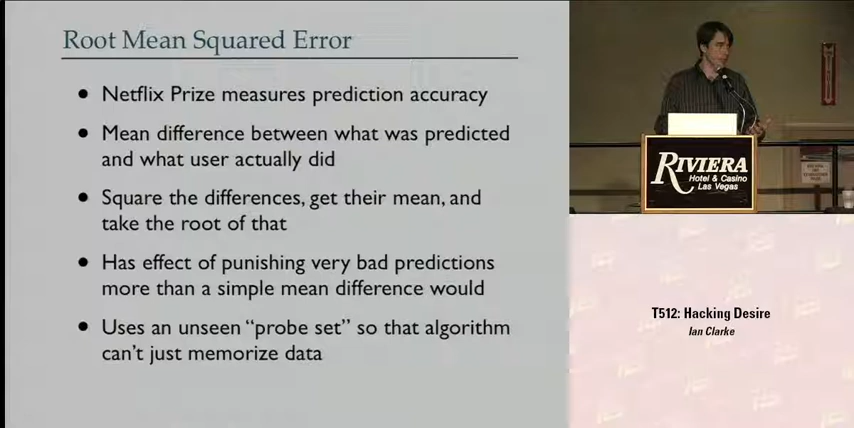 Root Mean Squared Error
• Netflix Prize measures prediction accuracy
• Mean difference between what was predicted
and what user actually did
• Square the differences, get their mean, and
take the root of that
• Has effect of punishing very bad predictions
more than a simple mean difference would
• Uses an unseen “probe set” so that algorithm
can’t just memorize data
RIVIERA
Hotel & Casino
Las Vegas
T512: Hacking Desire
Ian Clarke